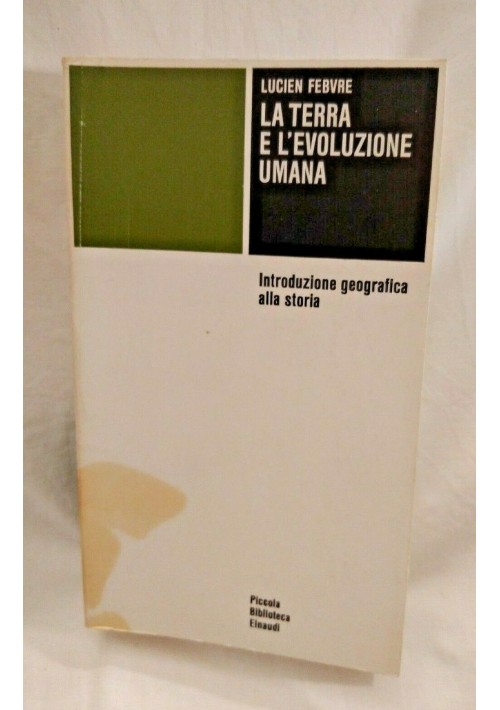 LUCIEN FEBVRE
LA TERRA
E L'EVOLUZIONE
UMANA
Introduzione geografica
alla storia
Piccola
Biblioteca
Einaudi